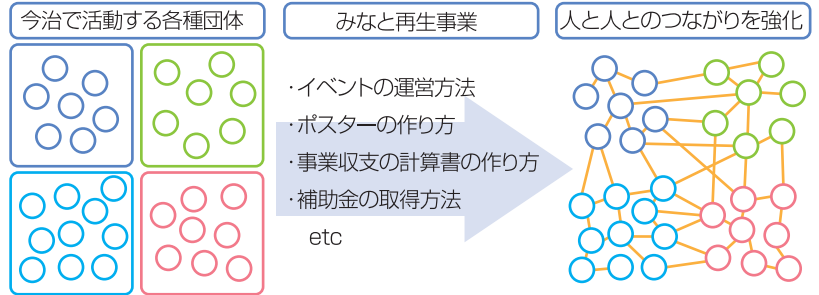 今治で活動する各種団体
みなと再生事業
人と人とのつながりを強化
・イベントの運営方法
・ポスターの作り方
・事業収支の計算書の作り方
・補助金の取得方法
etc